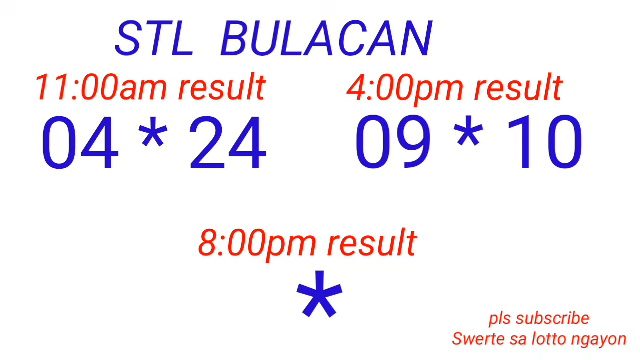 STL BULACAN
11:00am result
4:00pm result
04 * 24
09 * 10
8:00pm result
*
pls subscribe
Swerte sa lotto ngayon